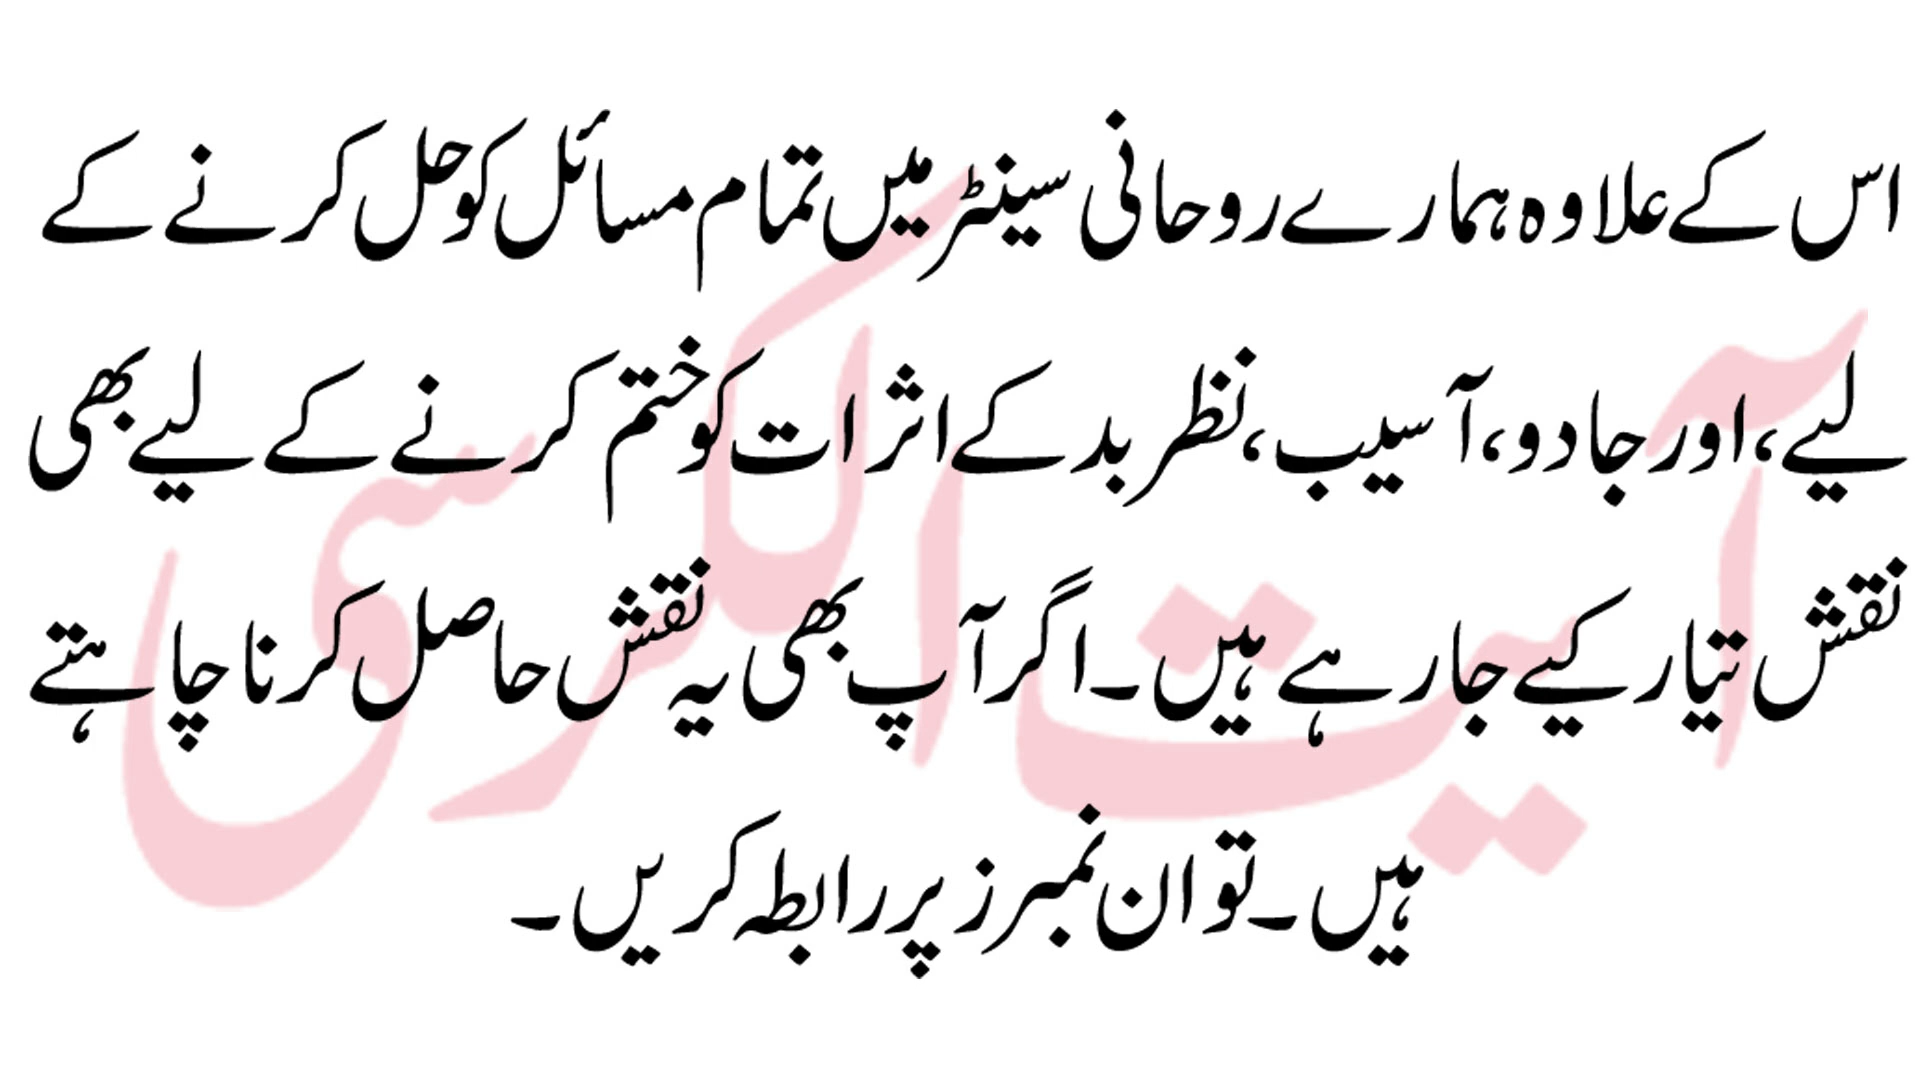 اس کے علاوہ ہمارے روحانی سینٹر میں تمام مسائل کو حل کرنے کے
لیے، اور جادو، آسیب، نظر بد کے اثرات کو ختم کرنے کے لیے بھی
نقش تیار کیے جا رہے ہیں۔ اگر آپ بھی یہ نقش حاصل کرنا چاہتے
ہیں۔ تو ان نمبرز پر رابطہ کریں۔
آیت الکرسی